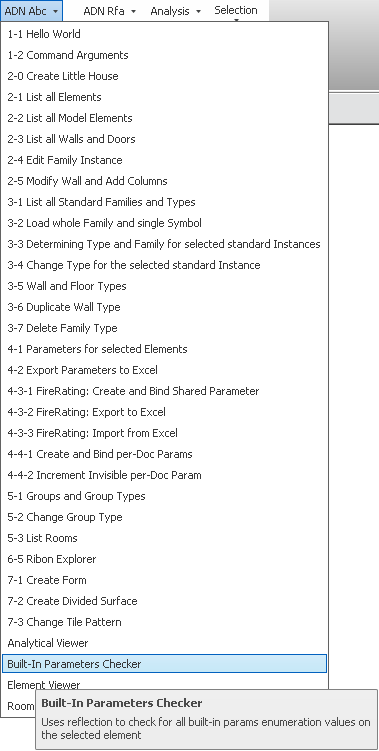 ADN Abc ADN Rfa Analysis Selection
1-1 Hello World
1-2 Command Arguments
2-0 Create Little House
2-1 List all Elements
2-2 List all Model Elements
2-3 List all Walls and Doors
2-4 Edit Family Instance
2-5 Modify Wall and Add Columns
3-1 List all Standard Families and Types
3-2 Load whole Family and single Symbol
3-3 Determining Type and Family for selected standard Instances
3-4 Change Type for the selected standard Instance
3-5 Wall and Floor Types
3-6 Duplicate Wall Type
3-7 Delete Family Type
4-1 Parameters for selected Elements
4-2 Export Parameters to Excel
4-3-1 FireRating: Create and Bind Shared Parameter
4-3-2 FireRating: Export to Excel
4-3-3 FireRating: Import from Excel
4-4-1 Create and Bind per-Doc Params
4-4-2 Increment Invisible per-Doc Param
5-1 Groups and Group Types
5-2 Change Group Type
5-3 List Rooms
6-5 Ribon Explorer
7-1 Create Form
7-2 Create Divided Surface
7-3 Change Tile Pattern
Analytical Viewer
Built-In Parameters Checker
Element Viewer
Room
Built-In Parameters Checker
Uses reflection to check for all built-in params enumeration values on
the selected element